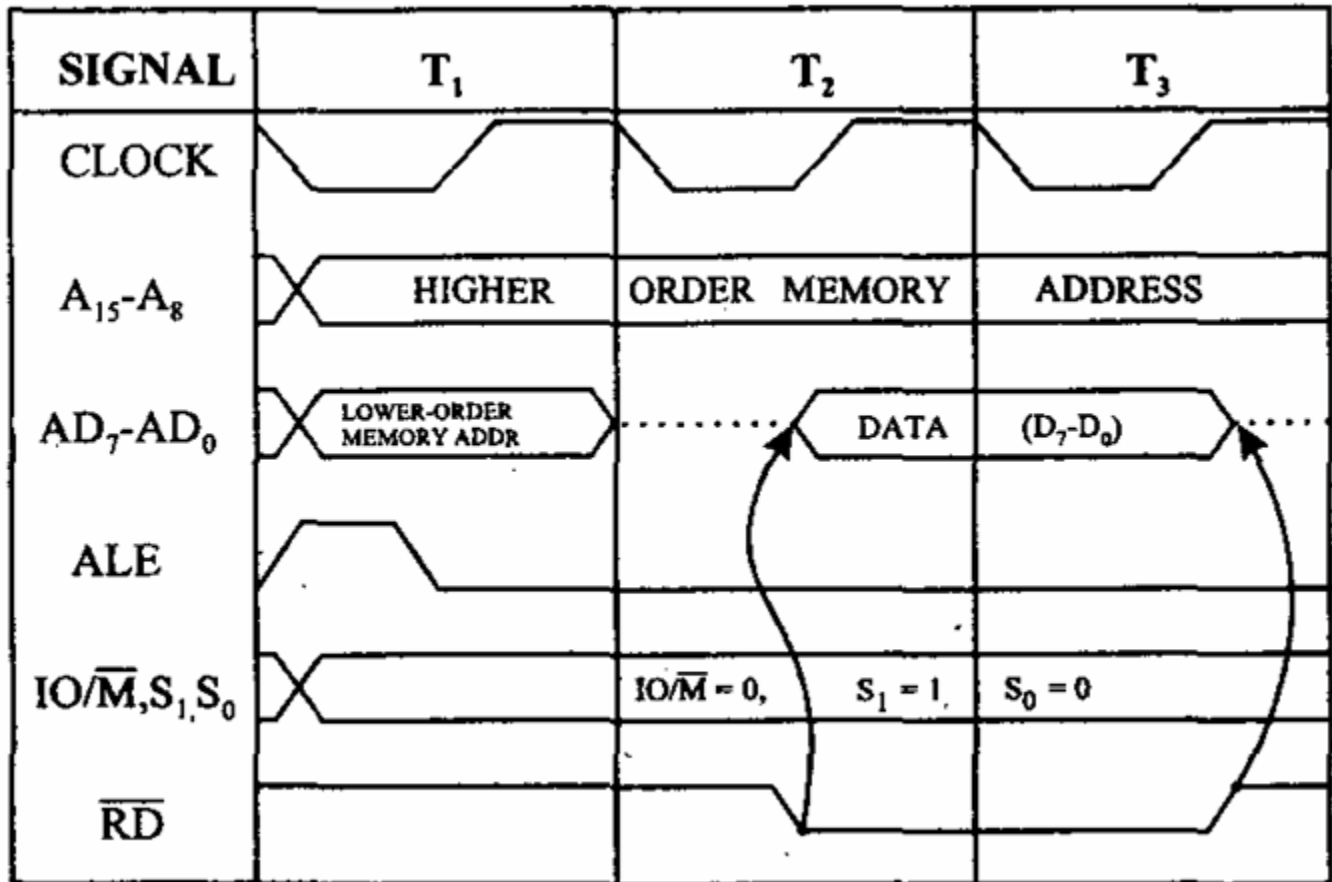 SIGNAL T₁ T₂ T₃
CLOCK
A₁₅-A₈ HIGHER ORDER MEMORY ADDRESS
AD₇-AD₀ LOWER-ORDER MEMORY ADDR DATA (D₇-D₀)
ALE
IO/M̅,S₁,S₀ IO/M̅ = 0, S₁ = 1 S₀ = 0
R̅D̅